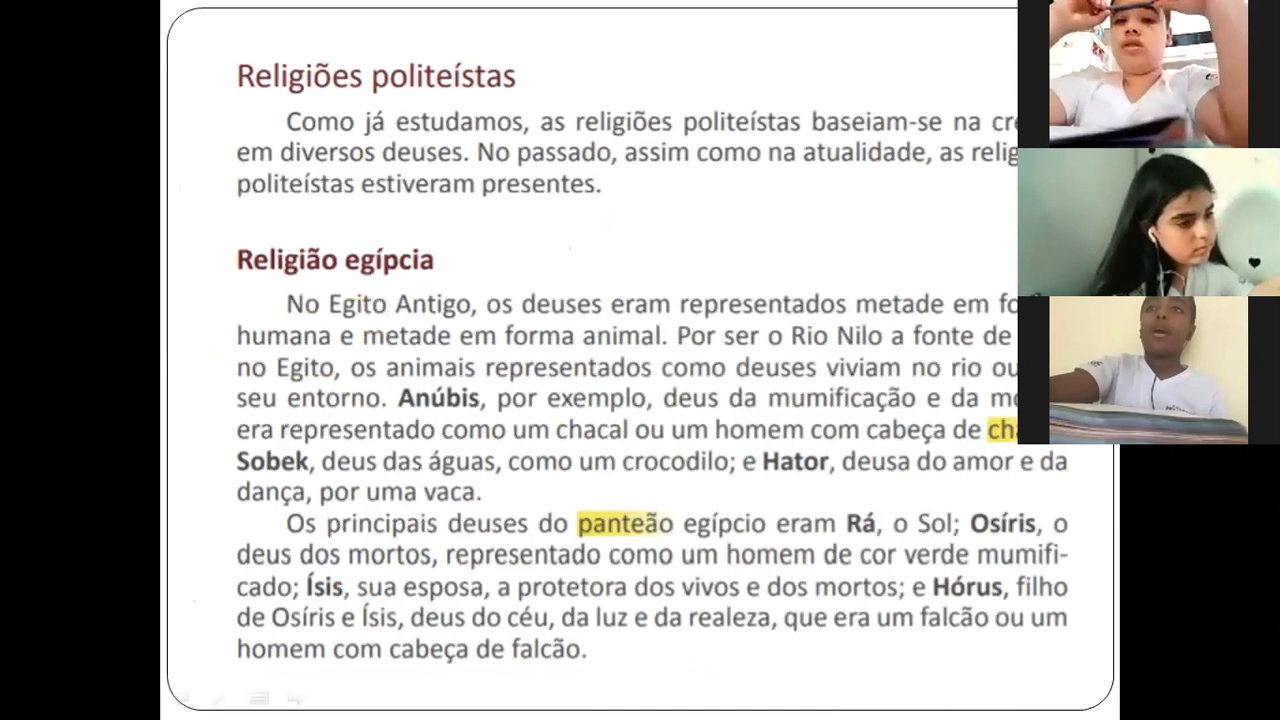 Religiões politeístas
Como já estudamos, as religiões politeístas baseiam-se na
em diversos deuses. No passado, assim como na atualidade, as
politeístas estiveram presentes.
Religião egípcia
No Egito Antigo, os deuses eram representados metade em
humana e metade em forma animal. Por ser o Rio Nilo a fonte de
no Egito, os animais representados como deuses viviam no rio
seu entorno. Anúbis, por exemplo, deus da mumificação e da
era representado como um chacal ou um homem com cabeça de
Sobek, deus das águas, como um crocodilo; e Hator, deusa do amor e da
dança, por uma vaca.
Os principais deuses do panteão egípcio eram Rá, o Sol; Osíris, o
deus dos mortos, representado como um homem de cor verde mumifi-
cado; Ísis, sua esposa, a protetora dos vivos e dos mortos; e Hórus, filho
de Osíris e Ísis, deus do céu, da luz e da realeza, que era um falcão ou um
homem com cabeça de falcão.